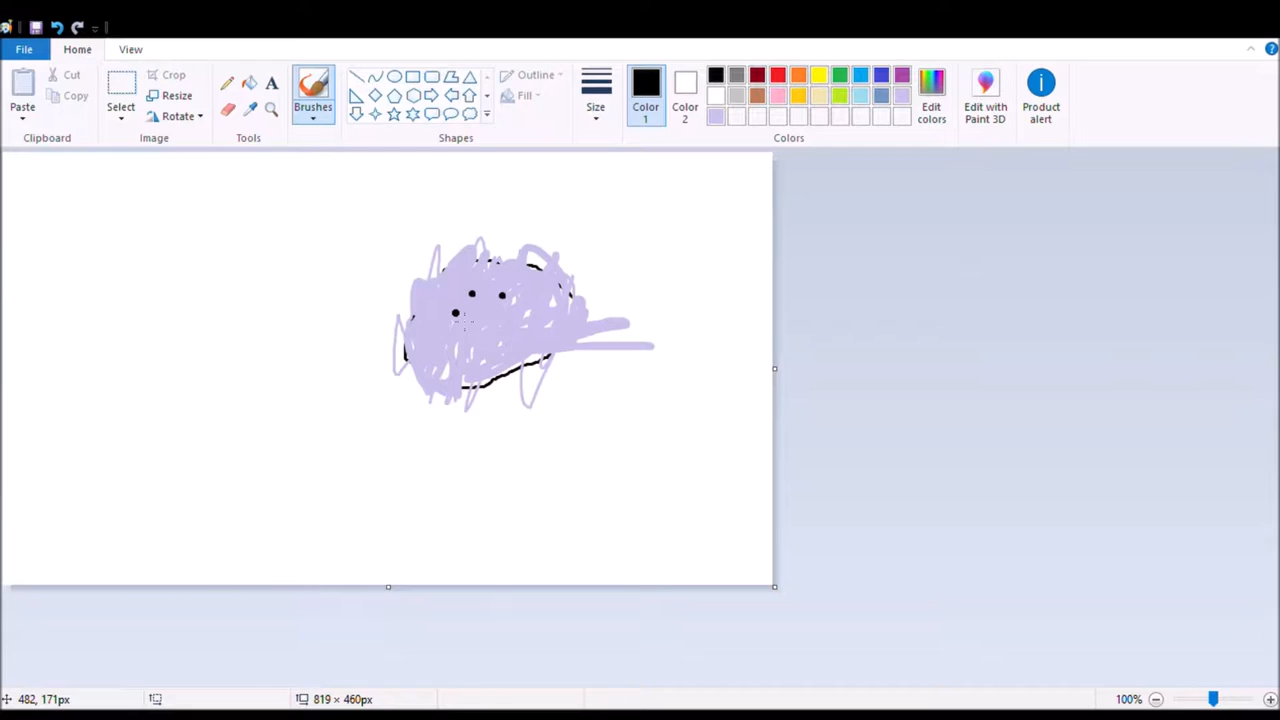 File Home View
Cut
Copy
Paste
Clipboard
Select
Crop
Resize
Rotate
Image
A
Tools
Brushes
Outline
Fill
Shapes
Size
Color
1
Color
2
Edit
colors
Colors
Edit with
Paint 3D
Product
alert
482, 171px 819 × 460px 100%